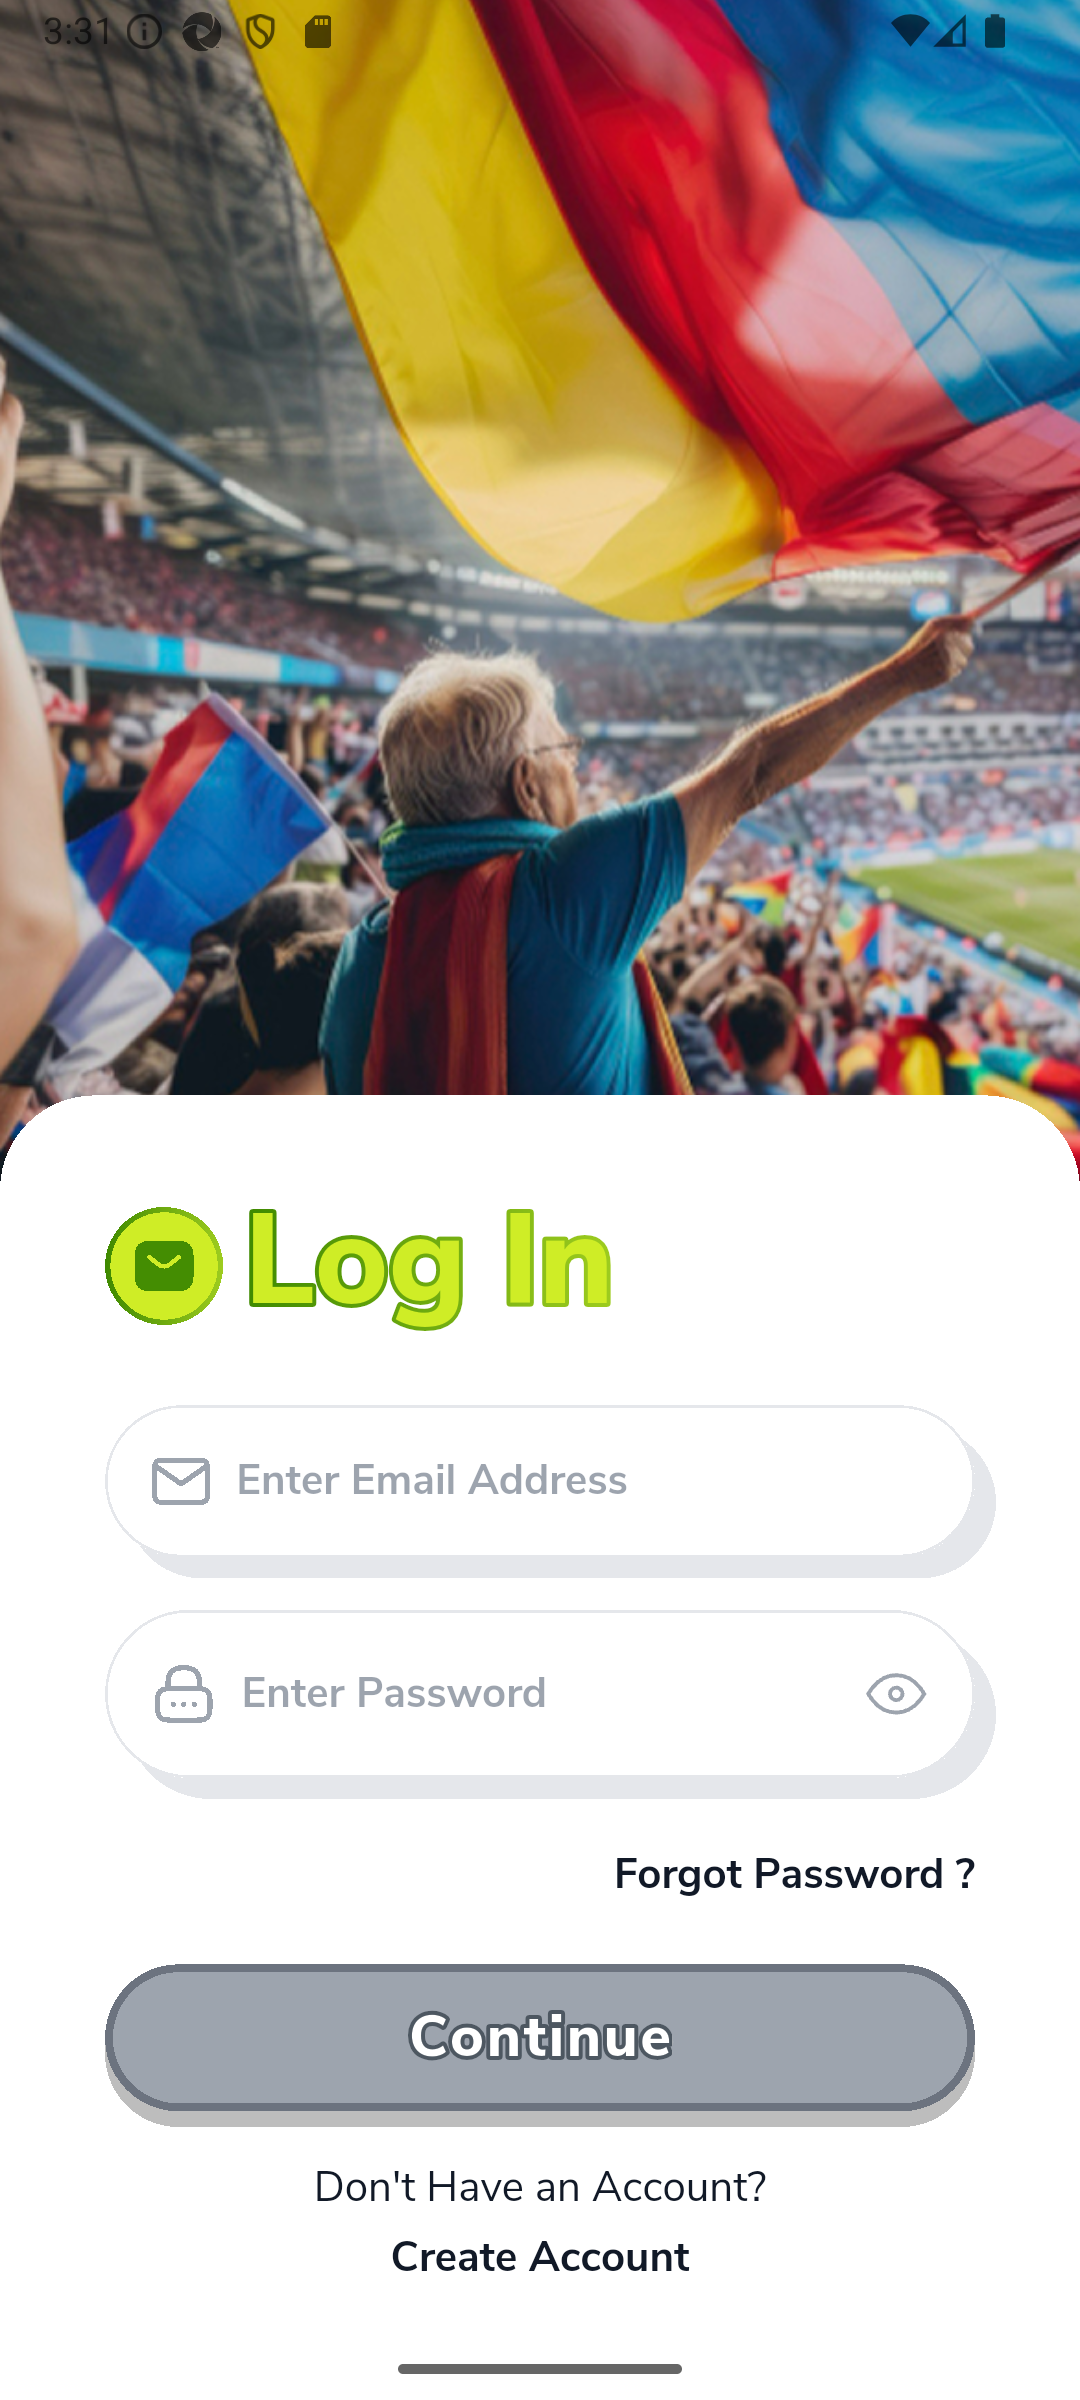 3:31
Log In
Enter Email Address
Enter Password
Forgot Password ?
Continue
Don't Have an Account?
Create Account